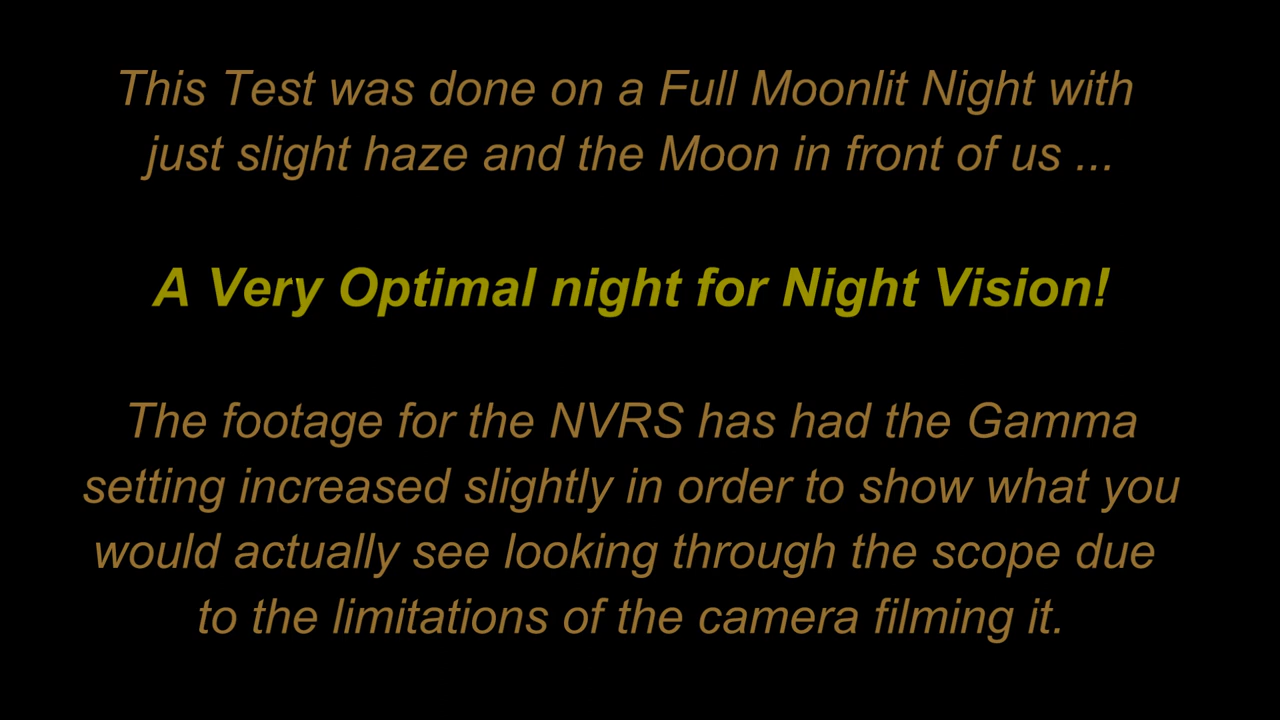 This Test was done on a Full Moonlit Night with
just slight haze and the Moon in front of us ...
A Very Optimal night for Night Vision!
The footage for the NVRS has had the Gamma
setting increased slightly in order to show what you
would actually see looking through the scope due
to the limitations of the camera filming it.